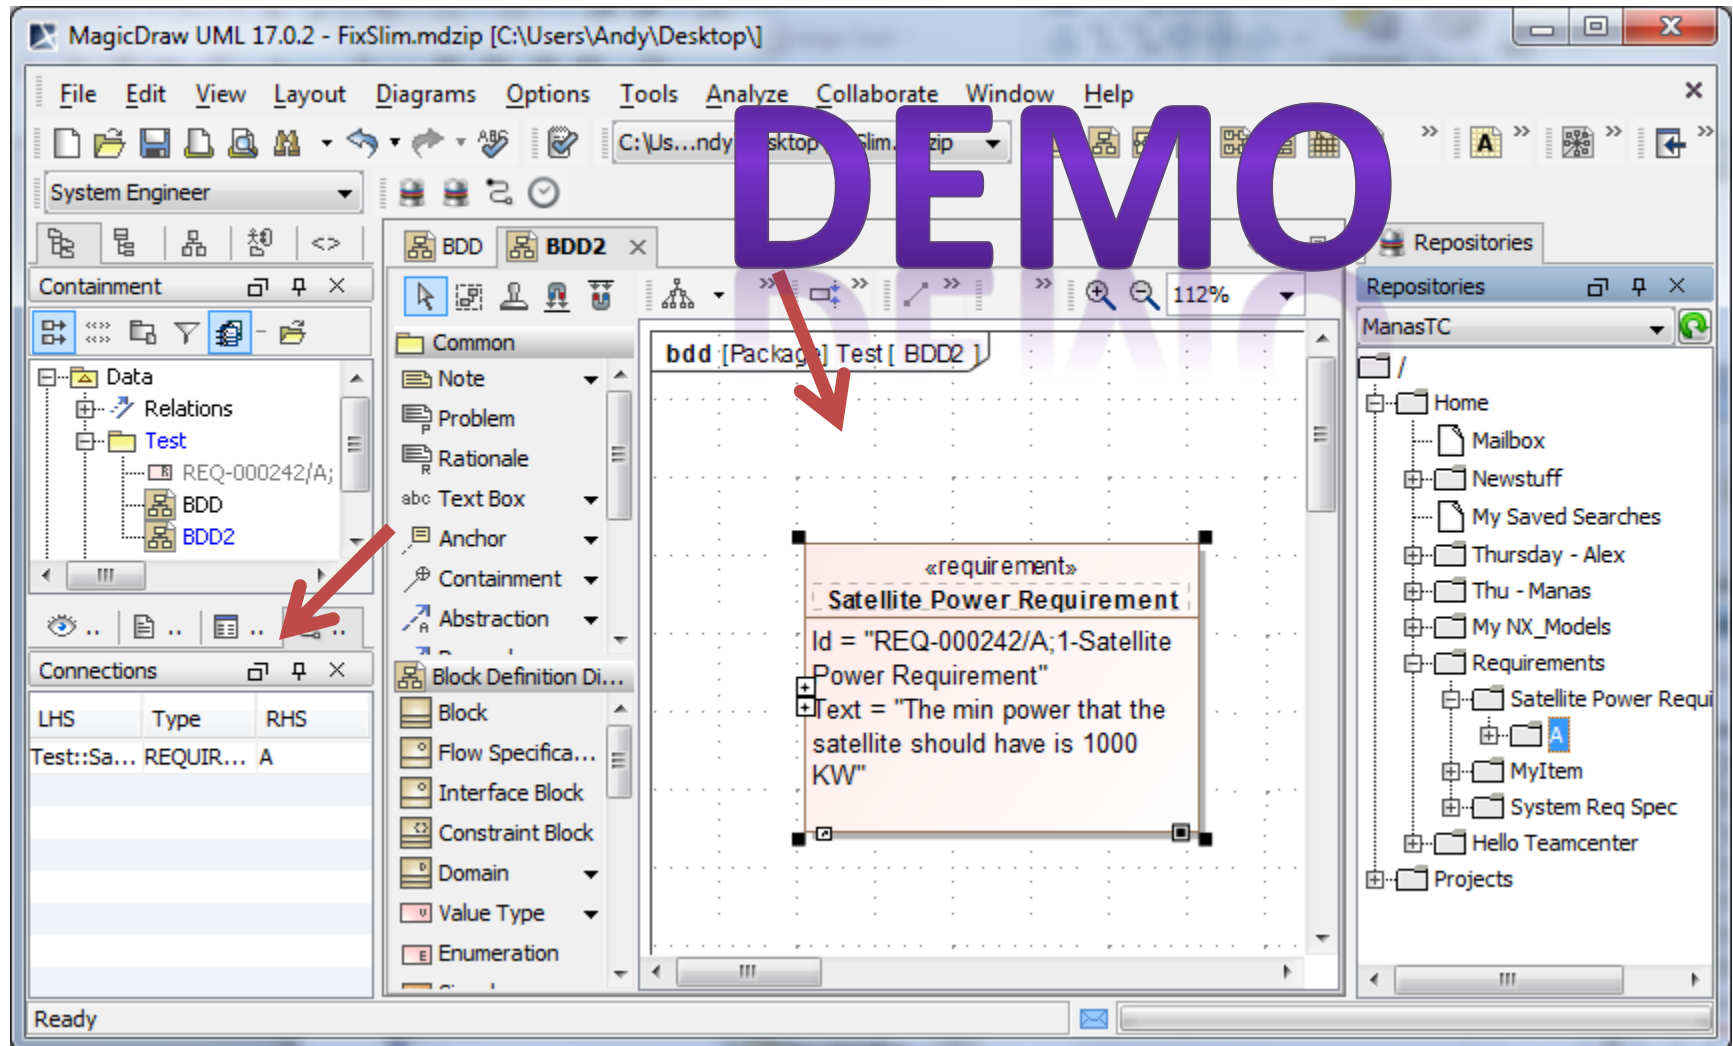 MagicDraw UML 17.0.2 - FixSlim.mdzip [C:\Users\Andy\Desktop\]
File Edit View Layout Diagrams Options Tools Analyze Collaborate Window Help
DEMO
System Engineer
BDD BDD2
Repositories
Containment
112%
Repositories
ManasTC
Data
Relations
Test
REQ-000242/A;
BDD
BDD2
Connections
LHS Type RHS
Test::Sa... REQUIR... A
Common
Note
Problem
Rationale
abc Text Box
Anchor
Containment
Abstraction
Block Definition Di...
Block
Flow Specifica...
Interface Block
Constraint Block
Domain
Value Type
Enumeration
bdd [Package] Test [ BDD2 ]
«requirement»
Satellite Power Requirement
Id = "REQ-000242/A;1-Satellite
Power Requirement"
Text = "The min power that the
satellite should have is 1000
KW"
/
Home
Mailbox
Newstuff
My Saved Searches
Thursday - Alex
Thu - Manas
My NX_Models
Requirements
Satellite Power Requi
A
MyItem
System Req Spec
Hello Teamcenter
Projects
Ready